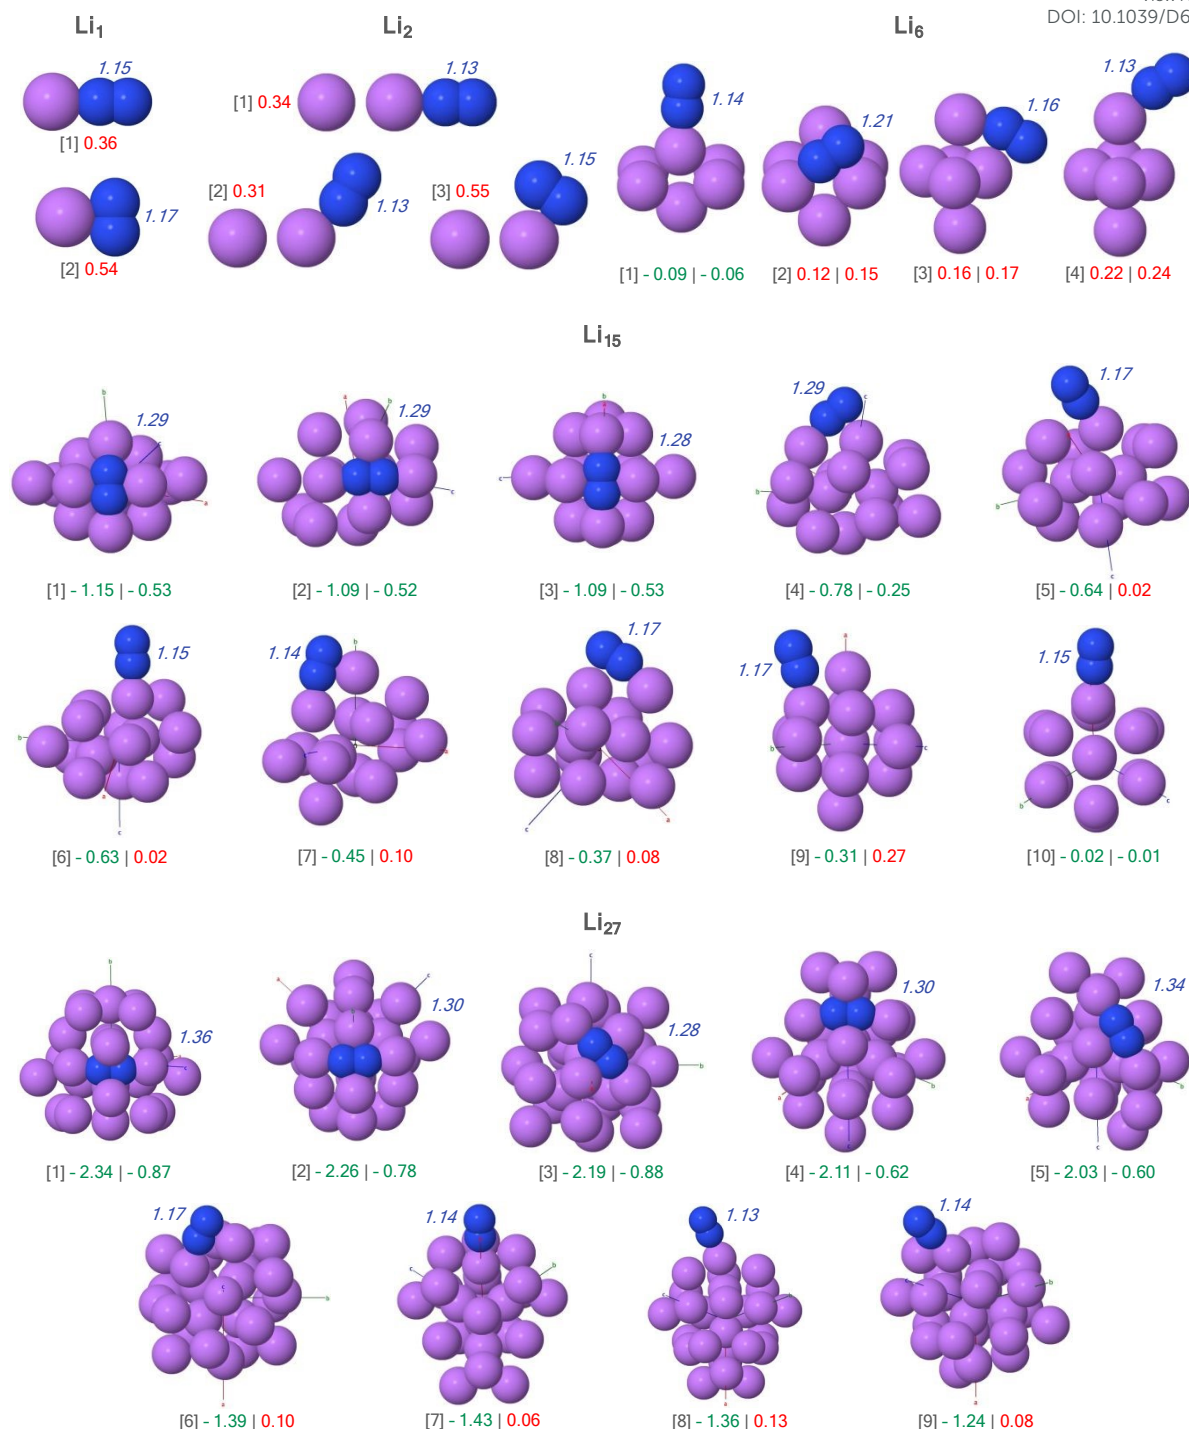 DOI: 10.1039/D6
Li₁ Li₂ Li₆
1.15
[1] 0.36
1.17
[2] 0.54
[1] 0.34
1.13
[2] 0.31
1.13
[3] 0.55
1.15
1.14
[1] - 0.09 | - 0.06
1.21
[2] 0.12 | 0.15
1.16
[3] 0.16 | 0.17
1.13
[4] 0.22 | 0.24
Li₁₅
1.29 1.29 1.28 1.29 1.17
[1] - 1.15 | - 0.53 [2] - 1.09 | - 0.52 [3] - 1.09 | - 0.53 [4] - 0.78 | - 0.25 [5] - 0.64 | 0.02
1.15 1.14 1.17 1.17 1.15
[6] - 0.63 | 0.02 [7] - 0.45 | 0.10 [8] - 0.37 | 0.08 [9] - 0.31 | 0.27 [10] - 0.02 | - 0.01
Li₂₇
1.36 1.30 1.28 1.30 1.34
[1] - 2.34 | - 0.87 [2] - 2.26 | - 0.78 [3] - 2.19 | - 0.88 [4] - 2.11 | - 0.62 [5] - 2.03 | - 0.60
1.17 1.14 1.13 1.14
[6] - 1.39 | 0.10 [7] - 1.43 | 0.06 [8] - 1.36 | 0.13 [9] - 1.24 | 0.08